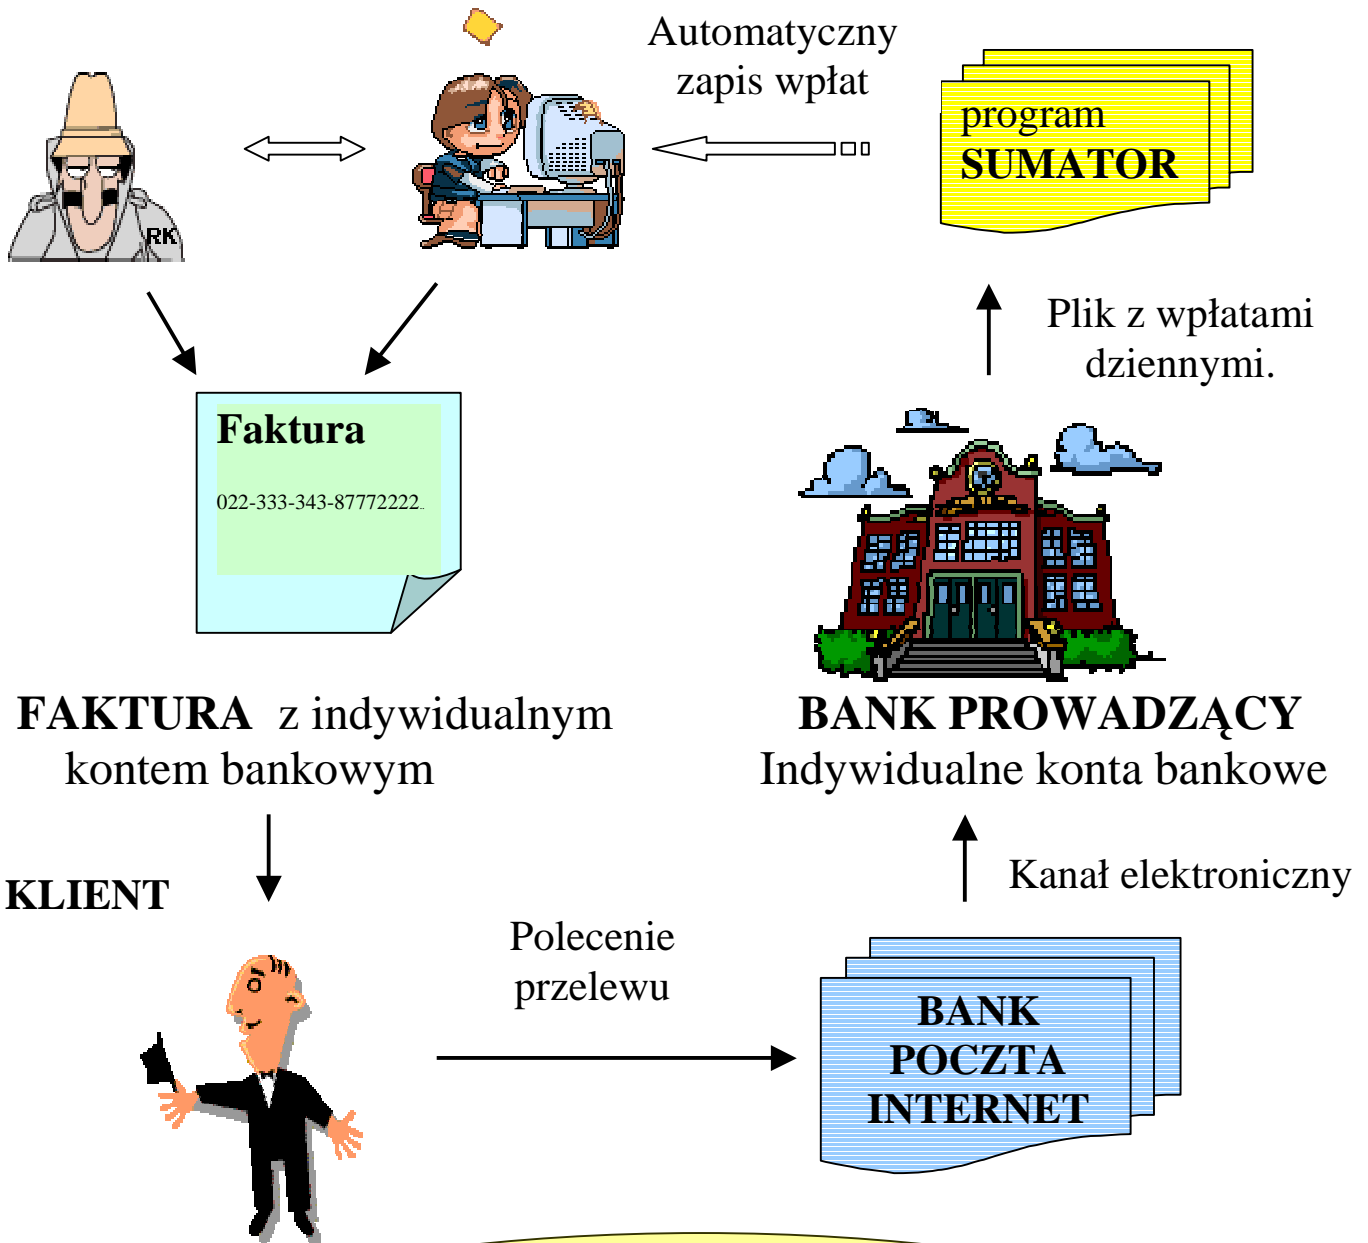 Automatyczny
zapis wpłat
program
SUMATOR
RK
Plik z wpłatami
dziennymi.
Faktura
022-333-343-87772222..
FAKTURA z indywidualnym
kontem bankowym
BANK PROWADZĄCY
Indywidualne konta bankowe
KLIENT
Kanał elektroniczny
Polecenie
przelewu
BANK
POCZTA
INTERNET